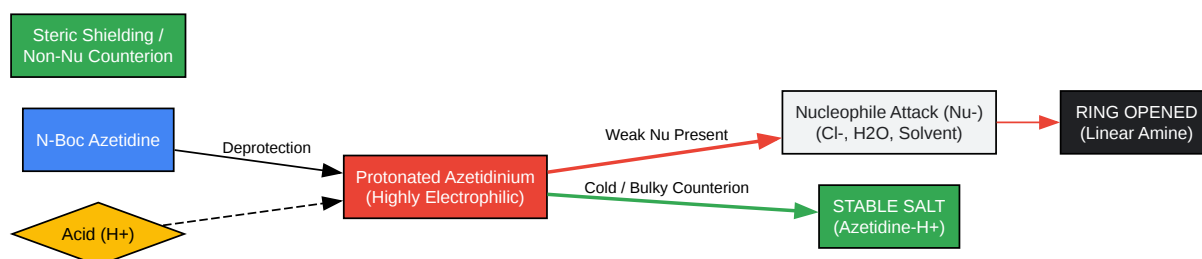 Steric Shielding /
Non-Nu Counterion
N-Boc Azetidine
Deprotection
Acid (H+)
Protonated Azetidinium
(Highly Electrophilic)
Weak Nu Present
Cold / Bulky Counterion
Nucleophile Attack (Nu-)
(Cl-, H2O, Solvent)
RING OPENED
(Linear Amine)
STABLE SALT
(Azetidine-H+)